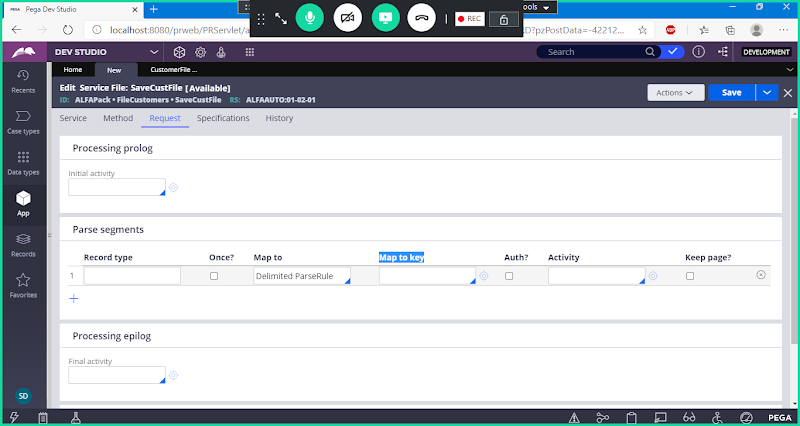 PEGA Pega Dev Studio
ools
REC
localhost:8080/prweb/PRServlet/a
D?pzPostData=-42212...
ABP
DEV STUDIO
Search
DEVELOPMENT
Home
New
CustomerFile ...
Recents
Case types
Data types
App
Records
Favorites
SD
Edit Service File: SaveCustFile [Available]
ID: ALFAPack • FileCustomers • SaveCustFile RS: ALFAAUTO:01-02-01
Actions
Save
Service Method Request Specifications History
Processing prolog
Initial activity
Parse segments
Record type Once? Map to Map to key Auth? Activity Keep page?
1 Delimited ParseRule
Processing epilog
Final activity
PEGA